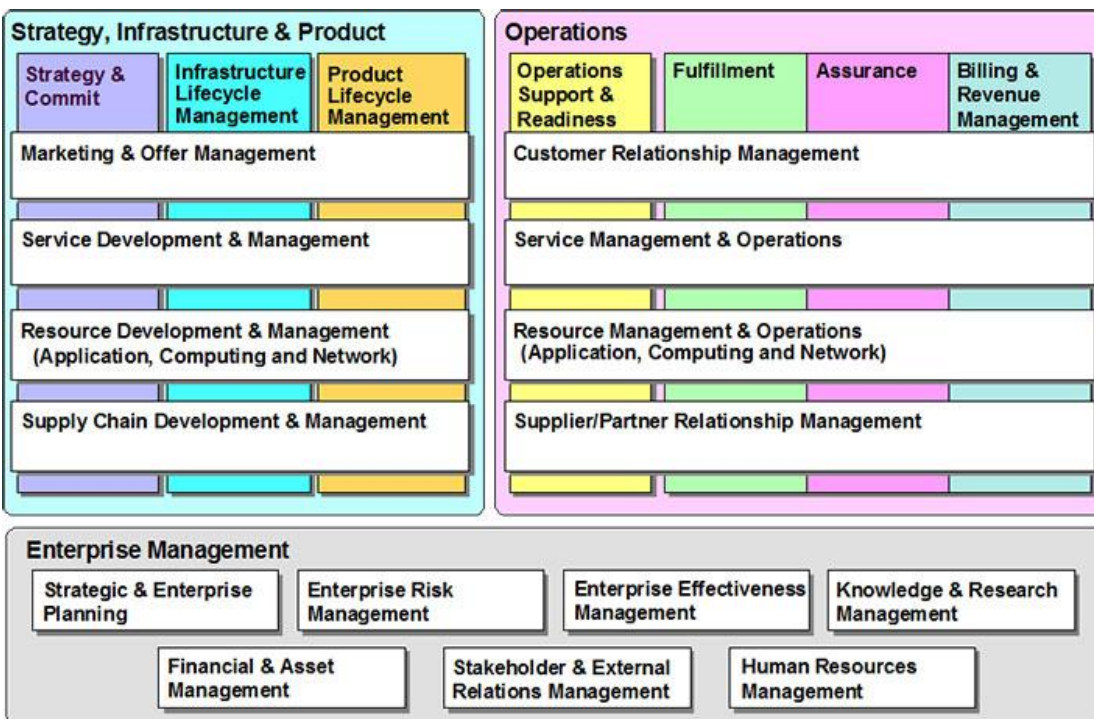 Strategy, Infrastructure & Product
Strategy &
Commit
Infrastructure
Lifecycle
Management
Product
Lifecycle
Management
Marketing & Offer Management
Service Development & Management
Resource Development & Management
(Application, Computing and Network)
Supply Chain Development & Management
Operations
Operations
Support &
Readiness
Fulfillment
Assurance
Billing &
Revenue
Management
Customer Relationship Management
Service Management & Operations
Resource Management & Operations
(Application, Computing and Network)
Supplier/Partner Relationship Management
Enterprise Management
Strategic & Enterprise
Planning
Enterprise Risk
Management
Enterprise Effectiveness
Management
Knowledge & Research
Management
Financial & Asset
Management
Stakeholder & External
Relations Management
Human Resources
Management